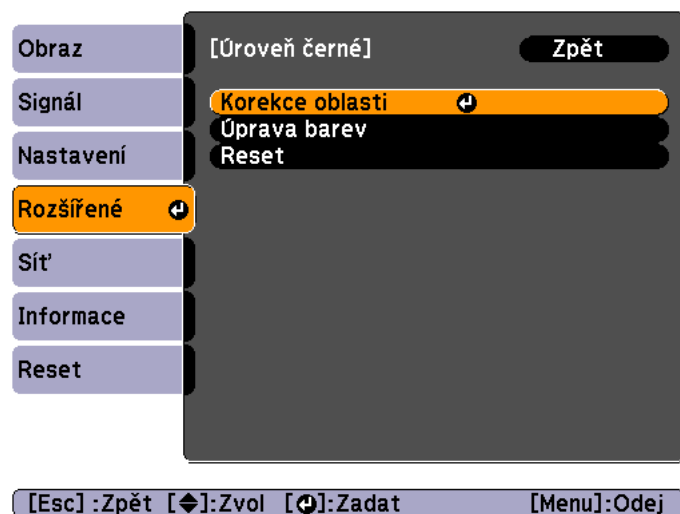 Obraz
Signál
Nastavení
Rozšířené
Síť
Informace
Reset
[Úroveň černé] Zpět
Korekce oblasti
Úprava barev
Reset
[Esc] :Zpět [◆]:Zvol [↵]:Zadat [Menu]:Odej